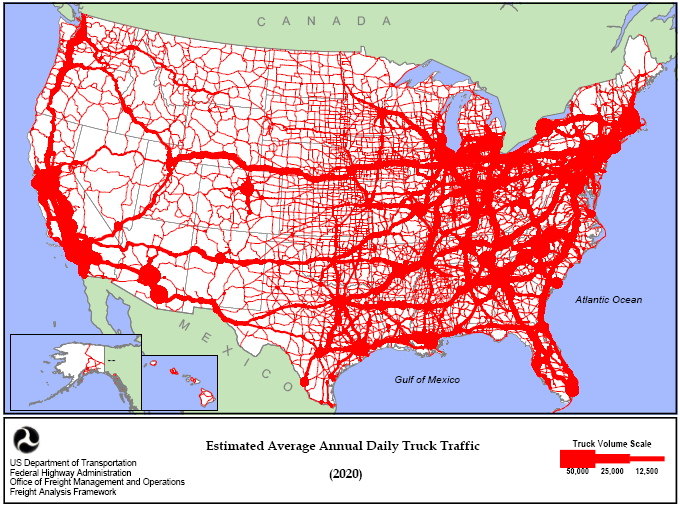 CANADA
MEXICO
Atlantic Ocean
Gulf of Mexico
--
US Department of Transportation
Federal Highway Administration
Office of Freight Management and Operations
Freight Analysis Framework
Estimated Average Annual Daily Truck Traffic
(2020)
Truck Volume Scale
50,000 25,000 12,500